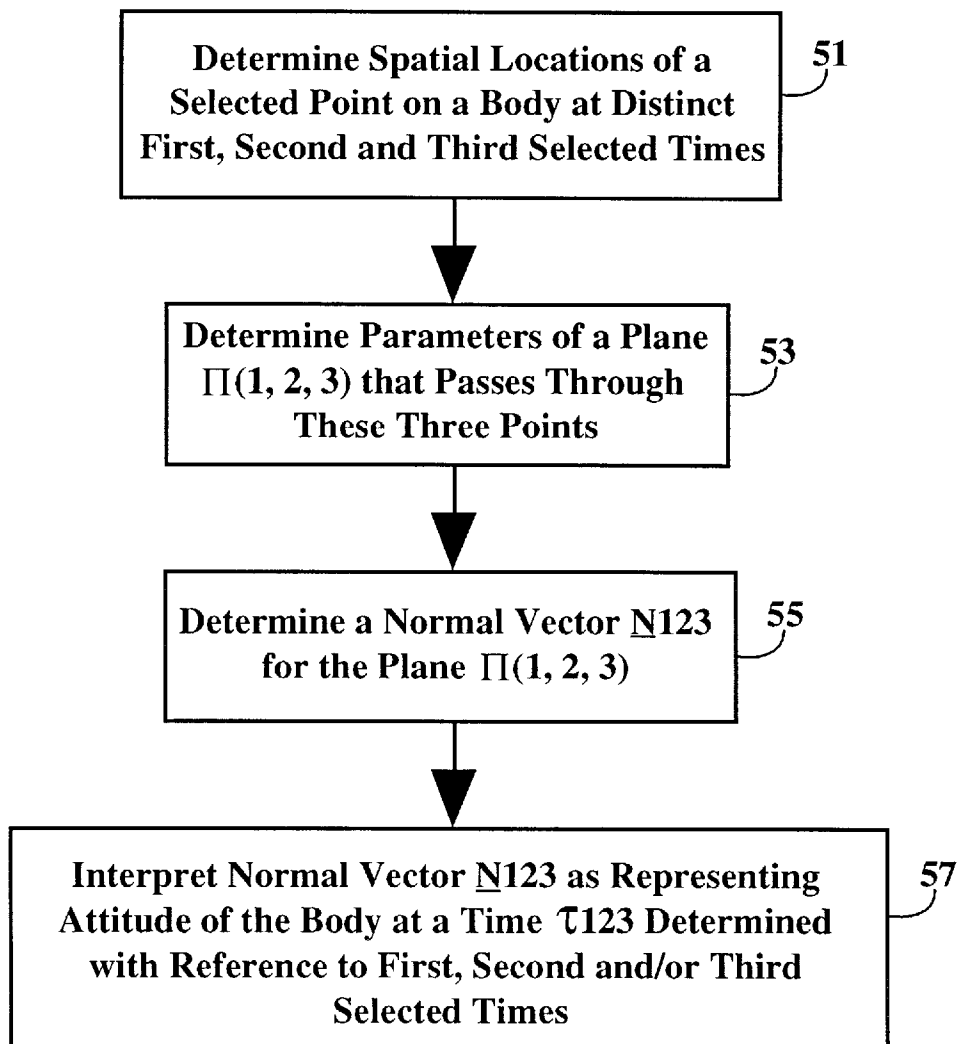 Determine Spatial Locations of a
Selected Point on a Body at Distinct
First, Second and Third Selected Times
51
Determine Parameters of a Plane
Π(1, 2, 3) that Passes Through
These Three Points
53
Determine a Normal Vector N123
for the Plane Π(1, 2, 3)
55
Interpret Normal Vector N123 as Representing
Attitude of the Body at a Time τ123 Determined
with Reference to First, Second and/or Third
Selected Times
57